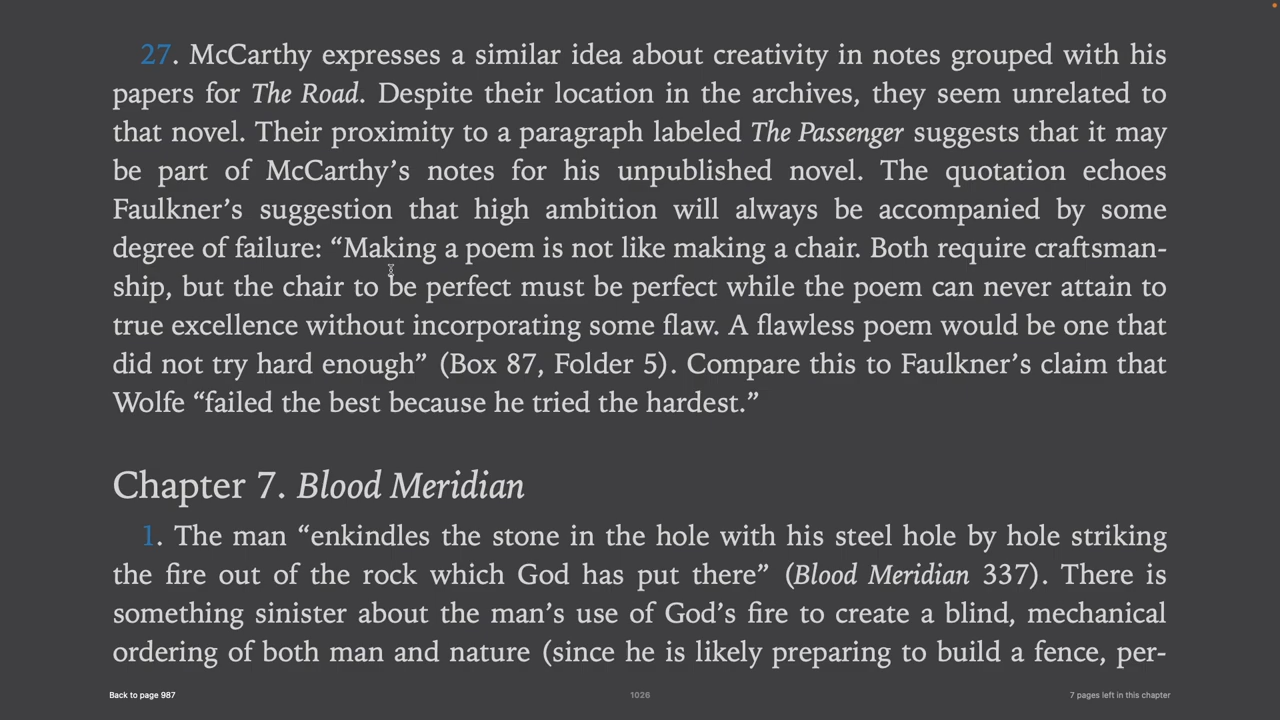 27. McCarthy expresses a similar idea about creativity in notes grouped with his
papers for The Road. Despite their location in the archives, they seem unrelated to
that novel. Their proximity to a paragraph labeled The Passenger suggests that it may
be part of McCarthy’s notes for his unpublished novel. The quotation echoes
Faulkner’s suggestion that high ambition will always be accompanied by some
degree of failure: “Making a poem is not like making a chair. Both require craftsman-
ship, but the chair to be perfect must be perfect while the poem can never attain to
true excellence without incorporating some flaw. A flawless poem would be one that
did not try hard enough” (Box 87, Folder 5). Compare this to Faulkner’s claim that
Wolfe “failed the best because he tried the hardest.”
Chapter 7. Blood Meridian
1. The man “enkindles the stone in the hole with his steel hole by hole striking
the fire out of the rock which God has put there” (Blood Meridian 337). There is
something sinister about the man’s use of God’s fire to create a blind, mechanical
ordering of both man and nature (since he is likely preparing to build a fence, per-
Back to page 987
1026
7 pages left in this chapter